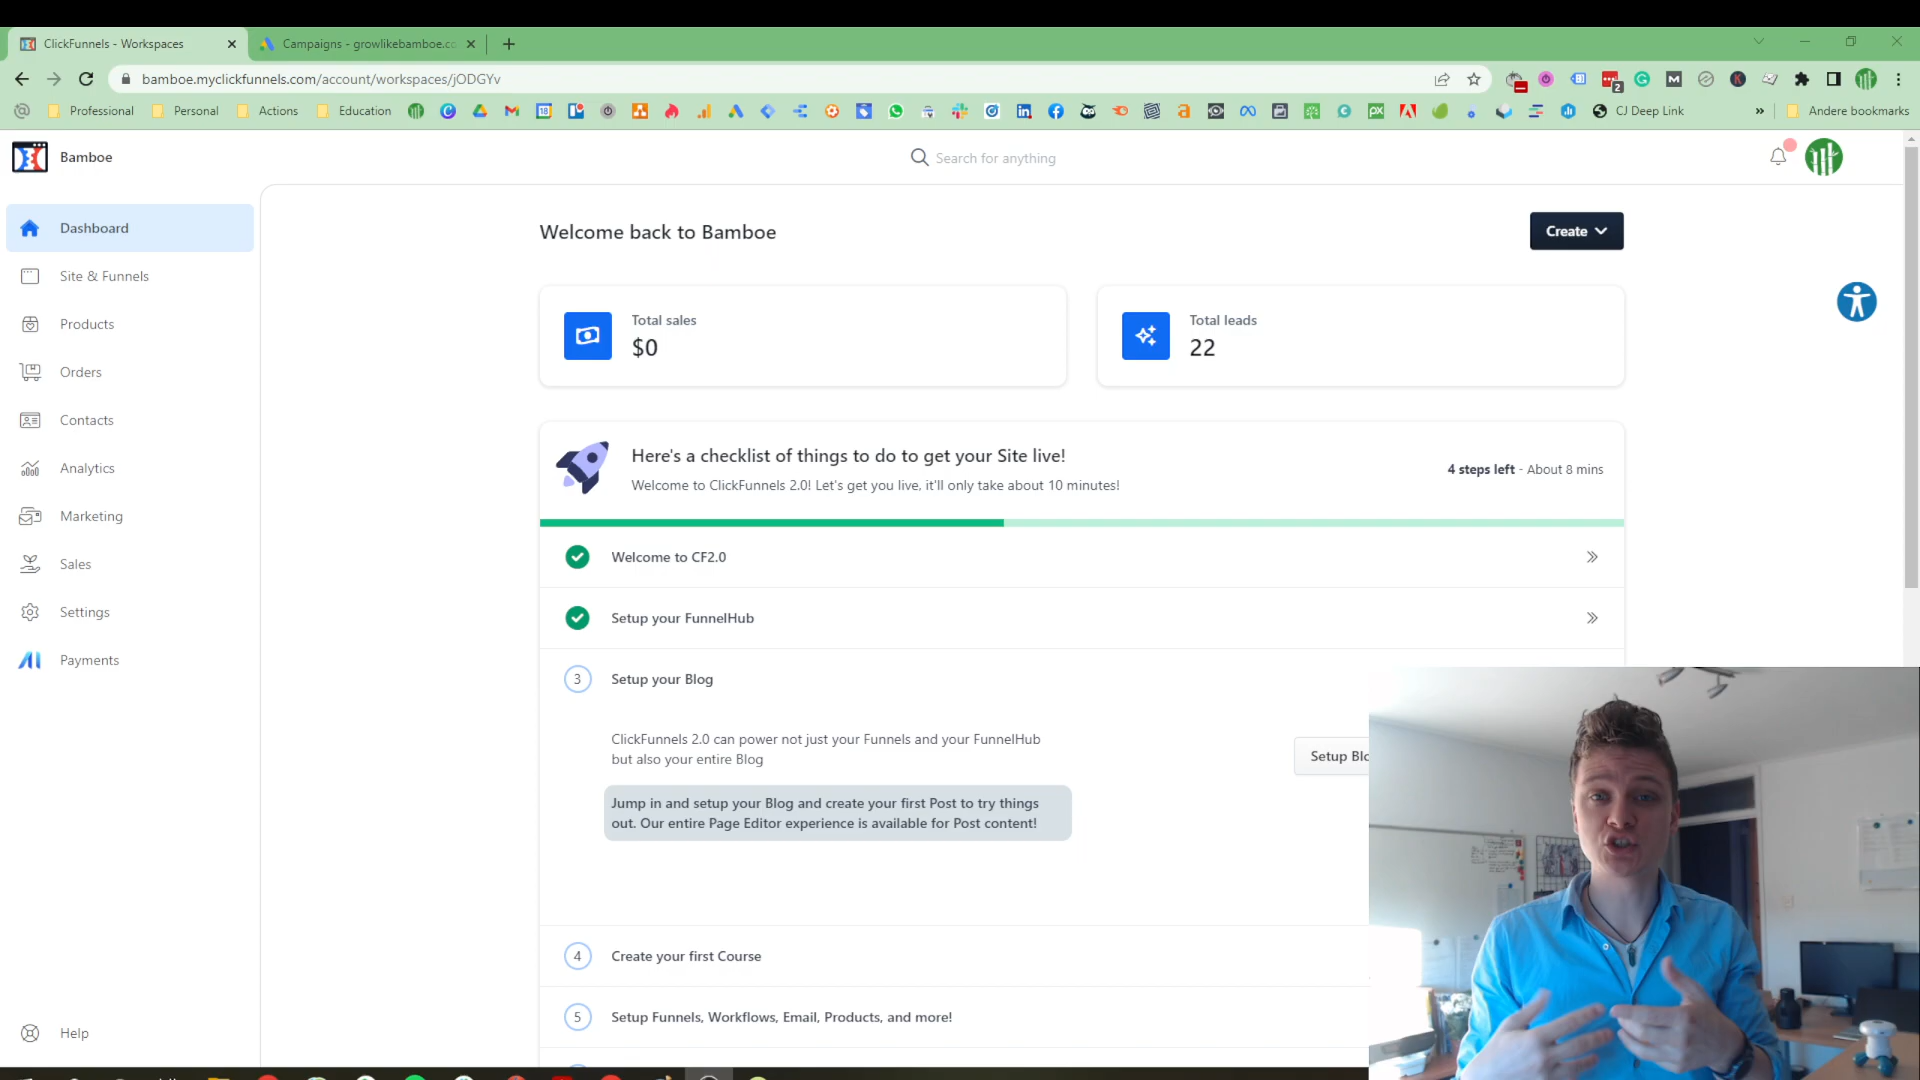 ClickFunnels - Workspaces
Campaigns - growlikebamboe.co
bamboe.myclickfunnels.com/account/workspaces/jODGYv
Professional
Personal
Actions
Education
CJ Deep Link
»
Andere bookmarks
Bamboe
Search for anything
Dashboard
Site & Funnels
Products
Orders
Contacts
Analytics
Marketing
Sales
Settings
Payments
Help
Welcome back to Bamboe
Create
Total sales
$0
Total leads
22
Here's a checklist of things to do to get your Site live!
Welcome to ClickFunnels 2.0! Let's get you live, it'll only take about 10 minutes!
4 steps left - About 8 mins
Welcome to CF2.0
Setup your FunnelHub
3 Setup your Blog
ClickFunnels 2.0 can power not just your Funnels and your FunnelHub
but also your entire Blog
Setup Blo
Jump in and setup your Blog and create your first Post to try things
out. Our entire Page Editor experience is available for Post content!
4 Create your first Course
5 Setup Funnels, Workflows, Email, Products, and more!